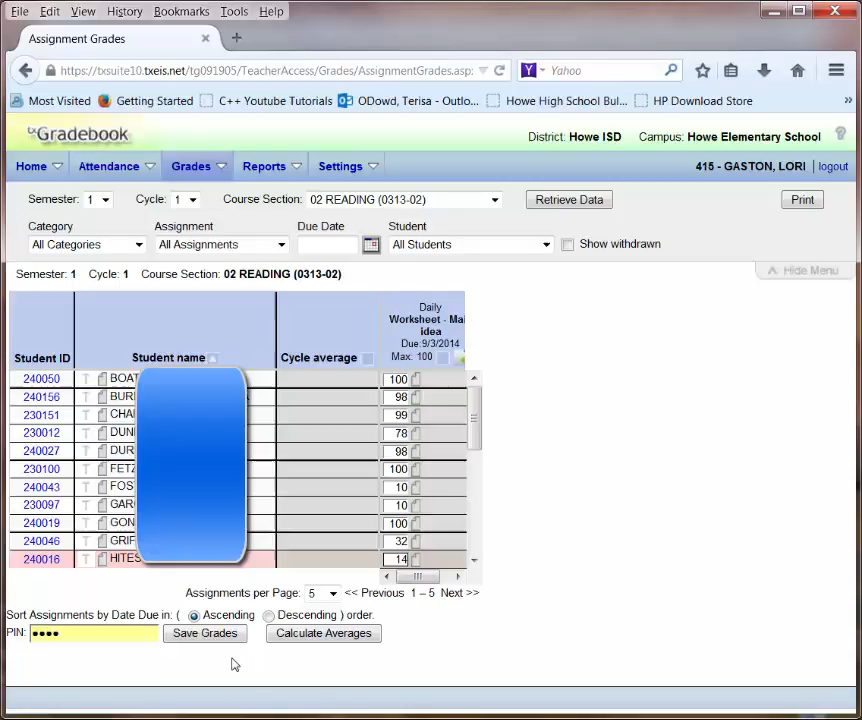 File Edit View History Bookmarks Tools Help
Assignment Grades
https://txsuite10.txeis.net/tg091905/TeacherAccess/Grades/AssignmentGrades.asp: Yahoo
Most Visited Getting Started C++ Youtube Tutorials ODowd, Terisa - Outlo... Howe High School Bul... HP Download Store
txGradebook
District: Howe ISD Campus: Howe Elementary School
Home Attendance Grades Reports Settings 415 - GASTON, LORI logout
Semester: 1 Cycle: 1 Course Section: 02 READING (0313-02) Retrieve Data Print
Category Assignment Due Date Student
All Categories All Assignments All Students Show withdrawn
Semester: 1 Cycle: 1 Course Section: 02 READING (0313-02) Hide Menu
Daily
Worksheet - Mai
idea
Due:9/3/2014
Student ID Student name Cycle average Max: 100
240050 T BOAT 100
240156 T BUR 98
230151 T CHA 99
230012 T DUN 78
240027 T DUR 98
230100 T FETZ 100
240043 T FOS 10
230097 T GAR 10
240019 T GON 100
240046 T GRIF 32
240016 T HITES 14
Assignments per Page: 5 << Previous 1 – 5 Next >>
Sort Assignments by Date Due in: ( Ascending Descending ) order.
PIN: •••• Save Grades Calculate Averages